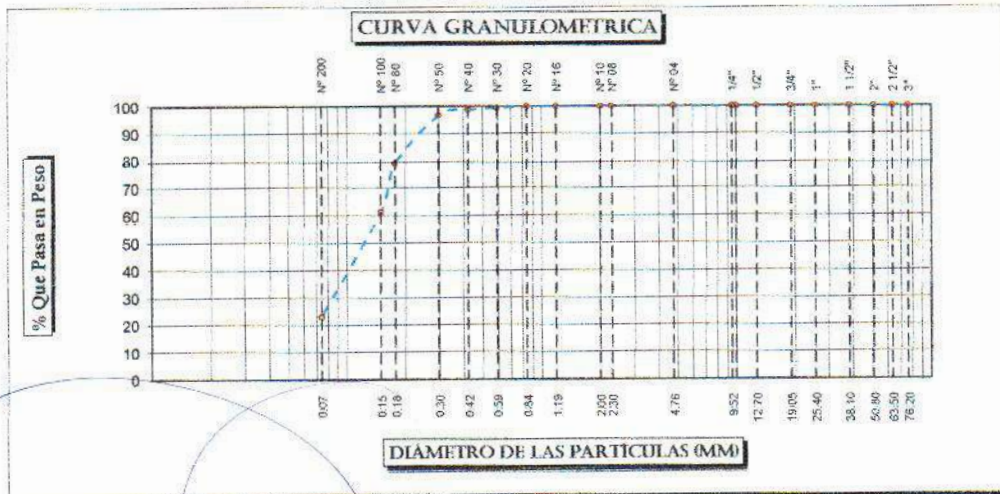 CURVA GRANULOMETRICA
Nº 200
Nº 100
Nº 80
Nº 50
Nº 40
Nº 30
Nº 20
Nº 16
Nº 10
Nº 08
Nº 04
1/4"
1/2"
3/4"
1"
1 1/2"
2"
2 1/2"
3"
% Que Pasa en Peso
100
90
80
70
60
50
40
30
20
10
0
0.07
0.15
0.18
0.30
0.42
0.59
0.84
1.19
2.00
2.30
4.76
9.52
12.70
19.05
25.40
38.10
50.80
63.50
76.20
DIÁMETRO DE LAS PARTÍCULAS (MM)